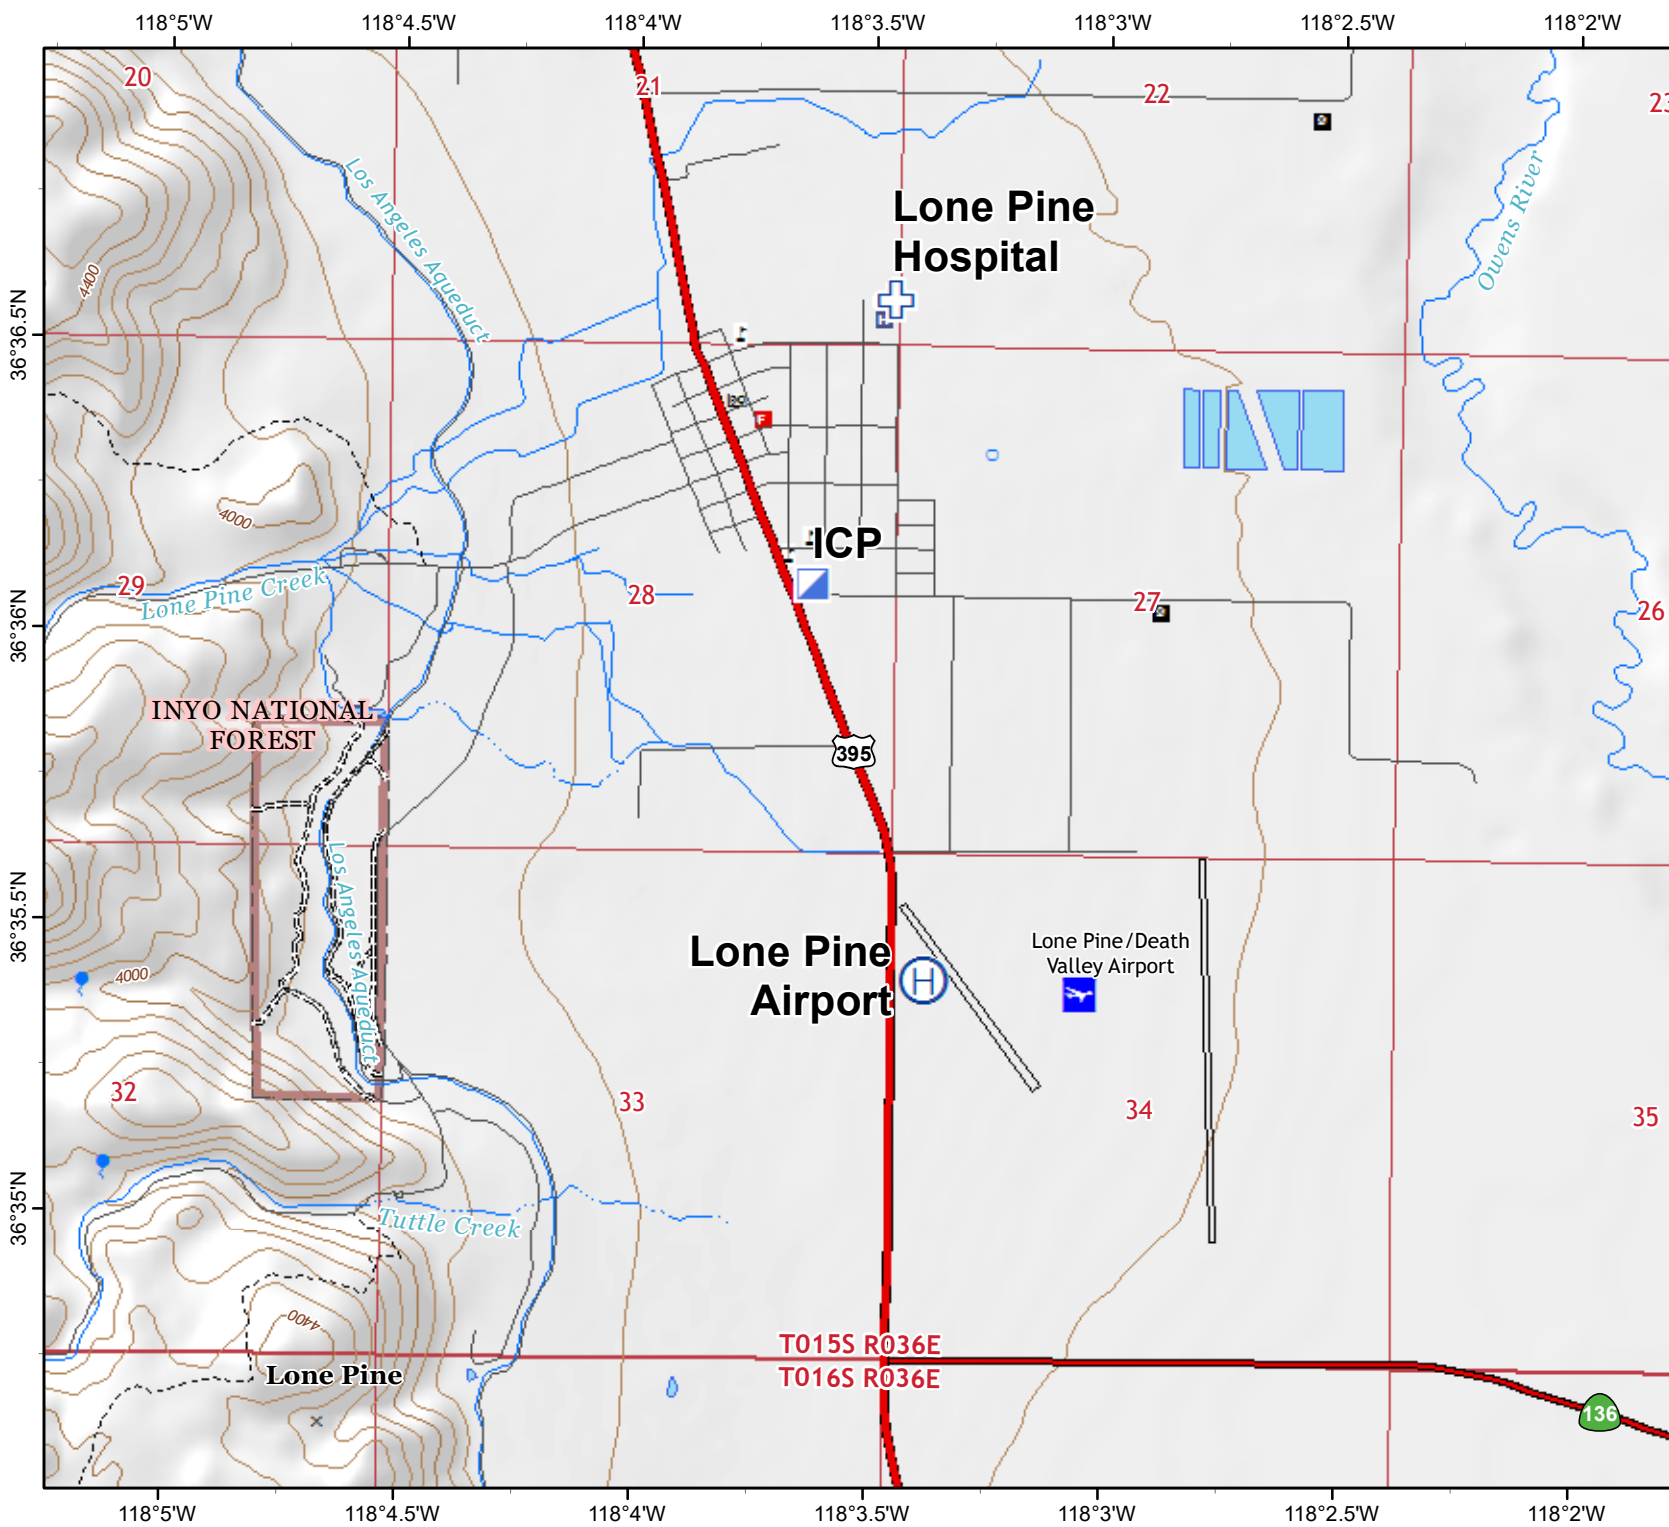 118°5'W
118°4.5'W
118°4'W
118°3.5'W
118°3'W
118°2.5'W
118°2'W
20
21
22
23
Los Angeles Aqueduct
Owens River
4400
Lone Pine
Hospital
H
36°36.5'N
F
4000
ICP
29
Lone Pine Creek
28
27
26
36°36'N
INYO NATIONAL
FOREST
395
Los Angeles Aqueduct
36°35.5'N
Lone Pine
Airport
H
Lone Pine/Death
Valley Airport
4000
32
33
34
35
36°35'N
Tuttle Creek
4400
T015S R036E
T016S R036E
Lone Pine
136
118°5'W
118°4.5'W
118°4'W
118°3.5'W
118°3'W
118°2.5'W
118°2'W